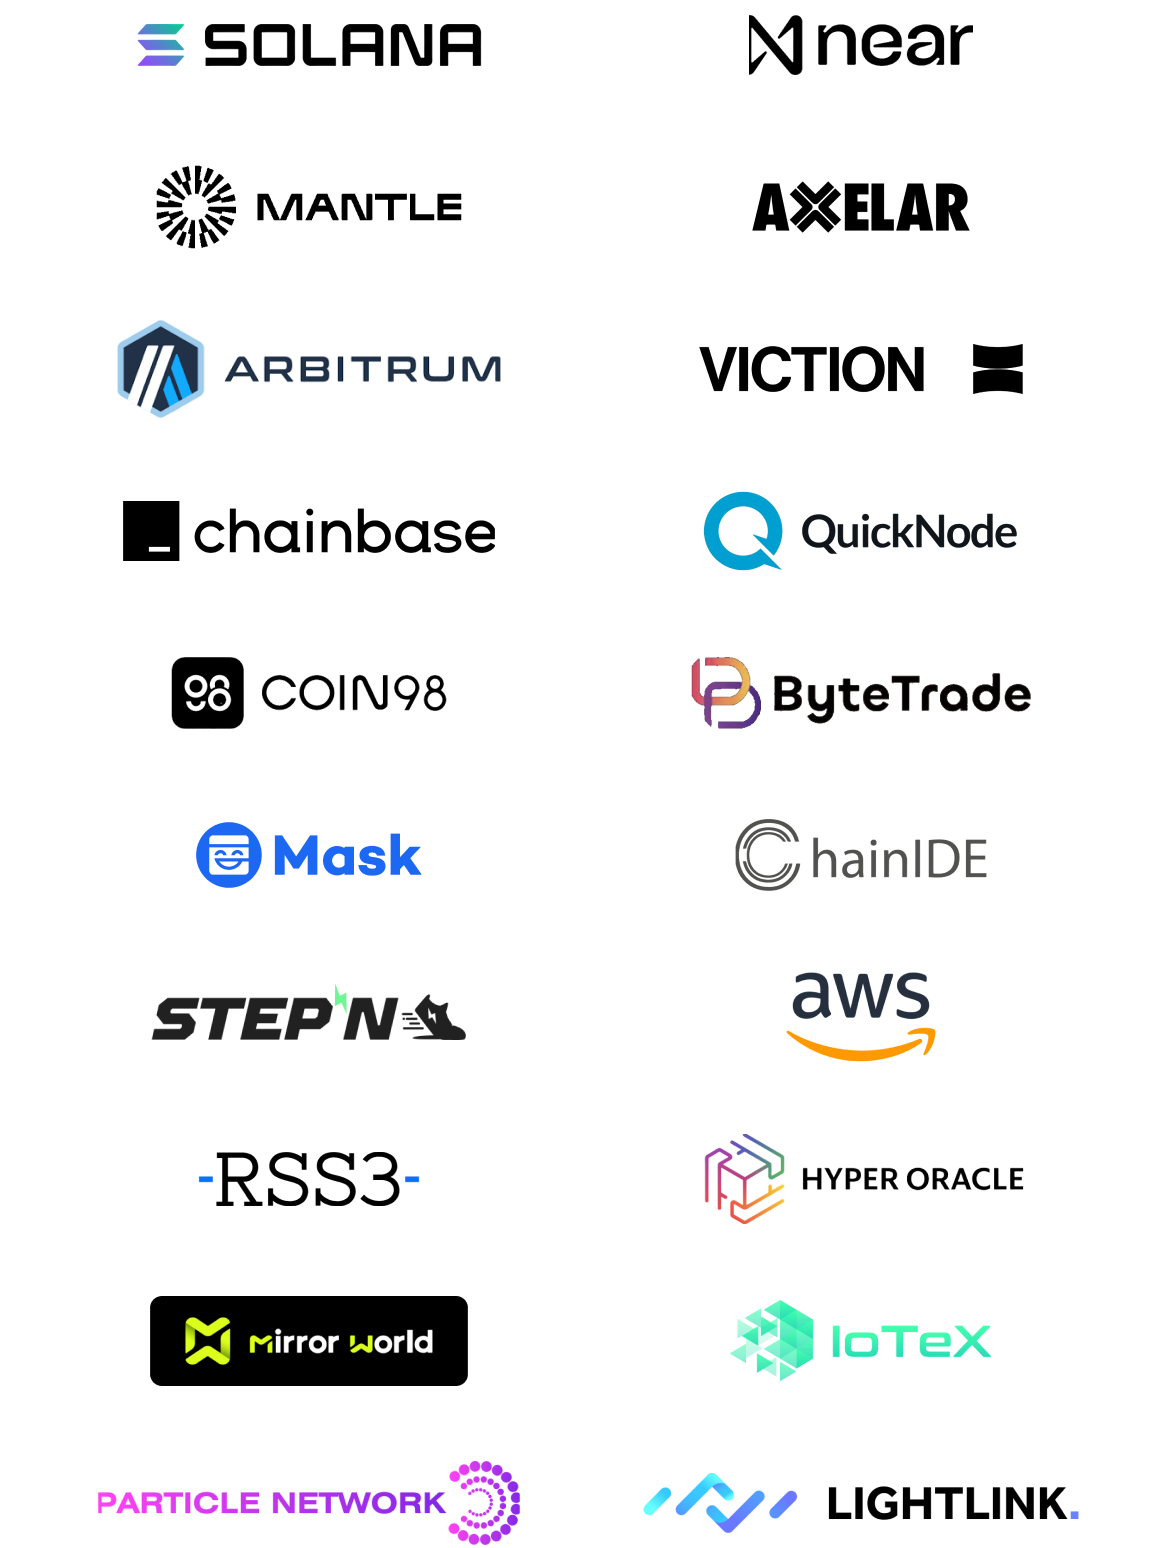 SOLANA
near
MANTLE
AXELAR
ARBITRUM
VICTION
chainbase
QuickNode
98 COIN98
ByteTrade
Mask
ChainIDE
STEP'N
aws
-RSS3-
HYPER ORACLE
Mirror World
IoTeX
PARTICLE NETWORK
LIGHTLINK.